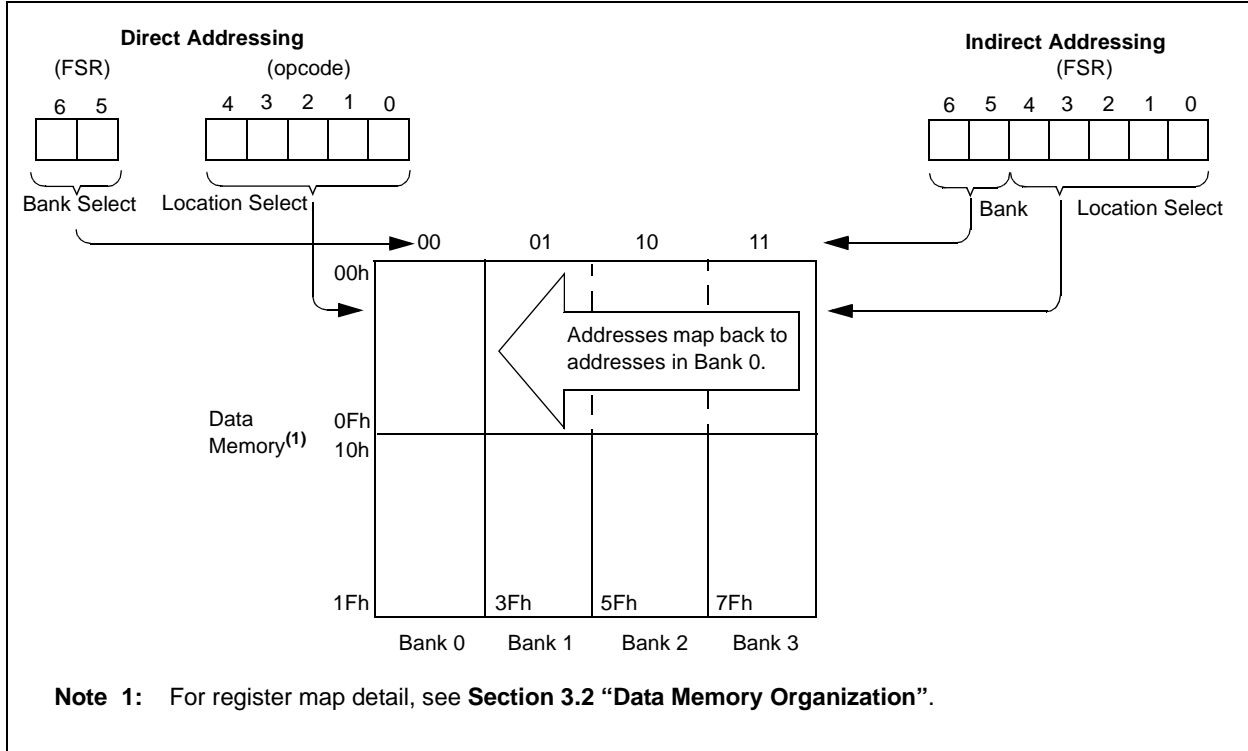 Direct Addressing
(FSR) (opcode)
6 5 4 3 2 1 0
Bank Select Location Select
Indirect Addressing
(FSR)
6 5 4 3 2 1 0
Bank Location Select
00 01 10 11
00h
Addresses map back to
addresses in Bank 0.
Data
Memory(1)
0Fh
10h
1Fh 3Fh 5Fh 7Fh
Bank 0 Bank 1 Bank 2 Bank 3
Note 1: For register map detail, see Section 3.2 “Data Memory Organization”.